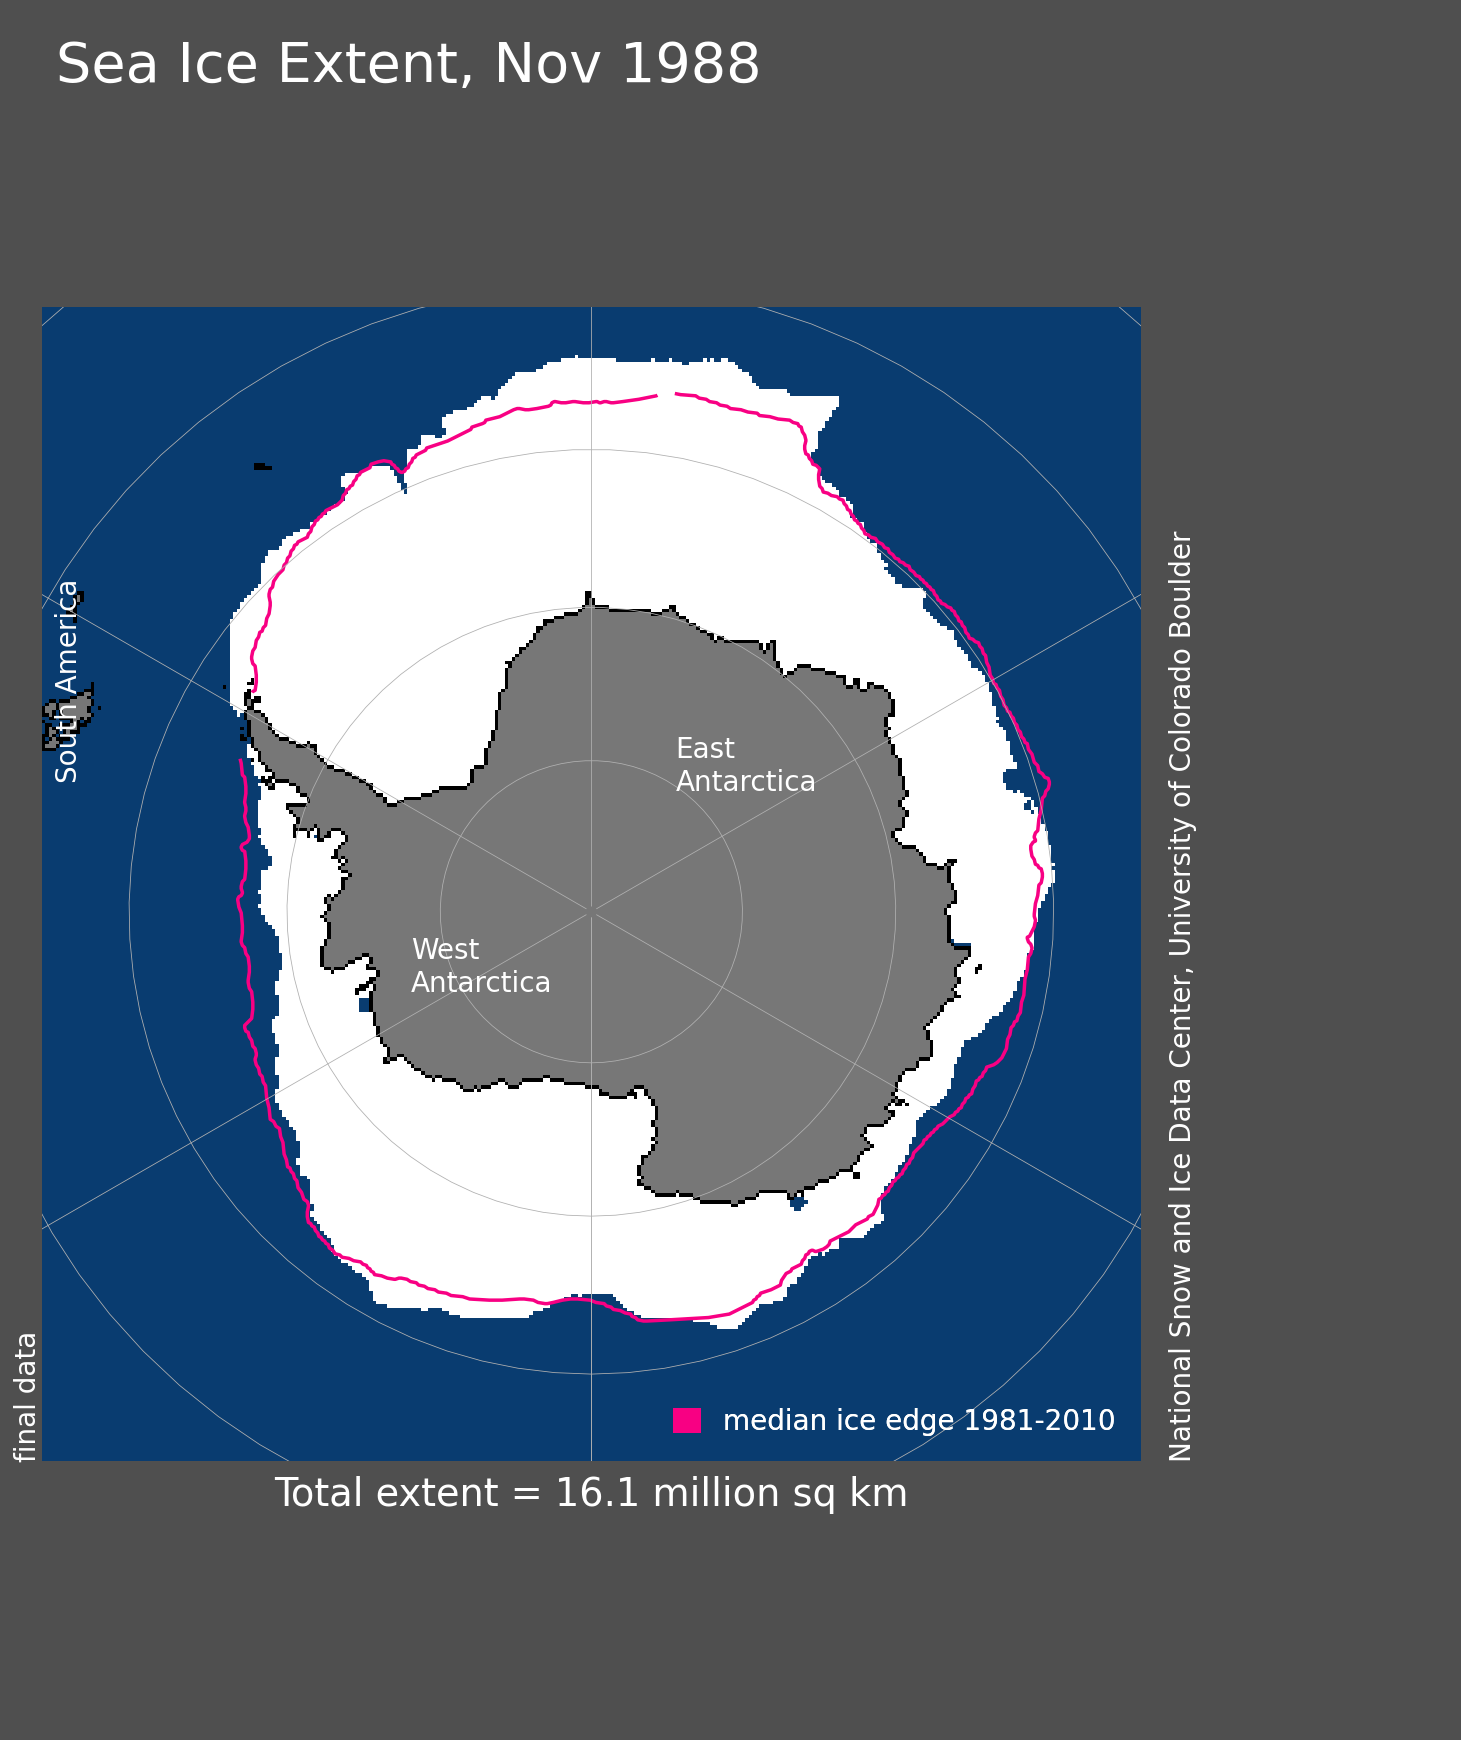 Sea Ice Extent, Nov 1988
South America
East
Antarctica
West
Antarctica
median ice edge 1981-2010
final data
National Snow and Ice Data Center, University of Colorado Boulder
Total extent = 16.1 million sq km